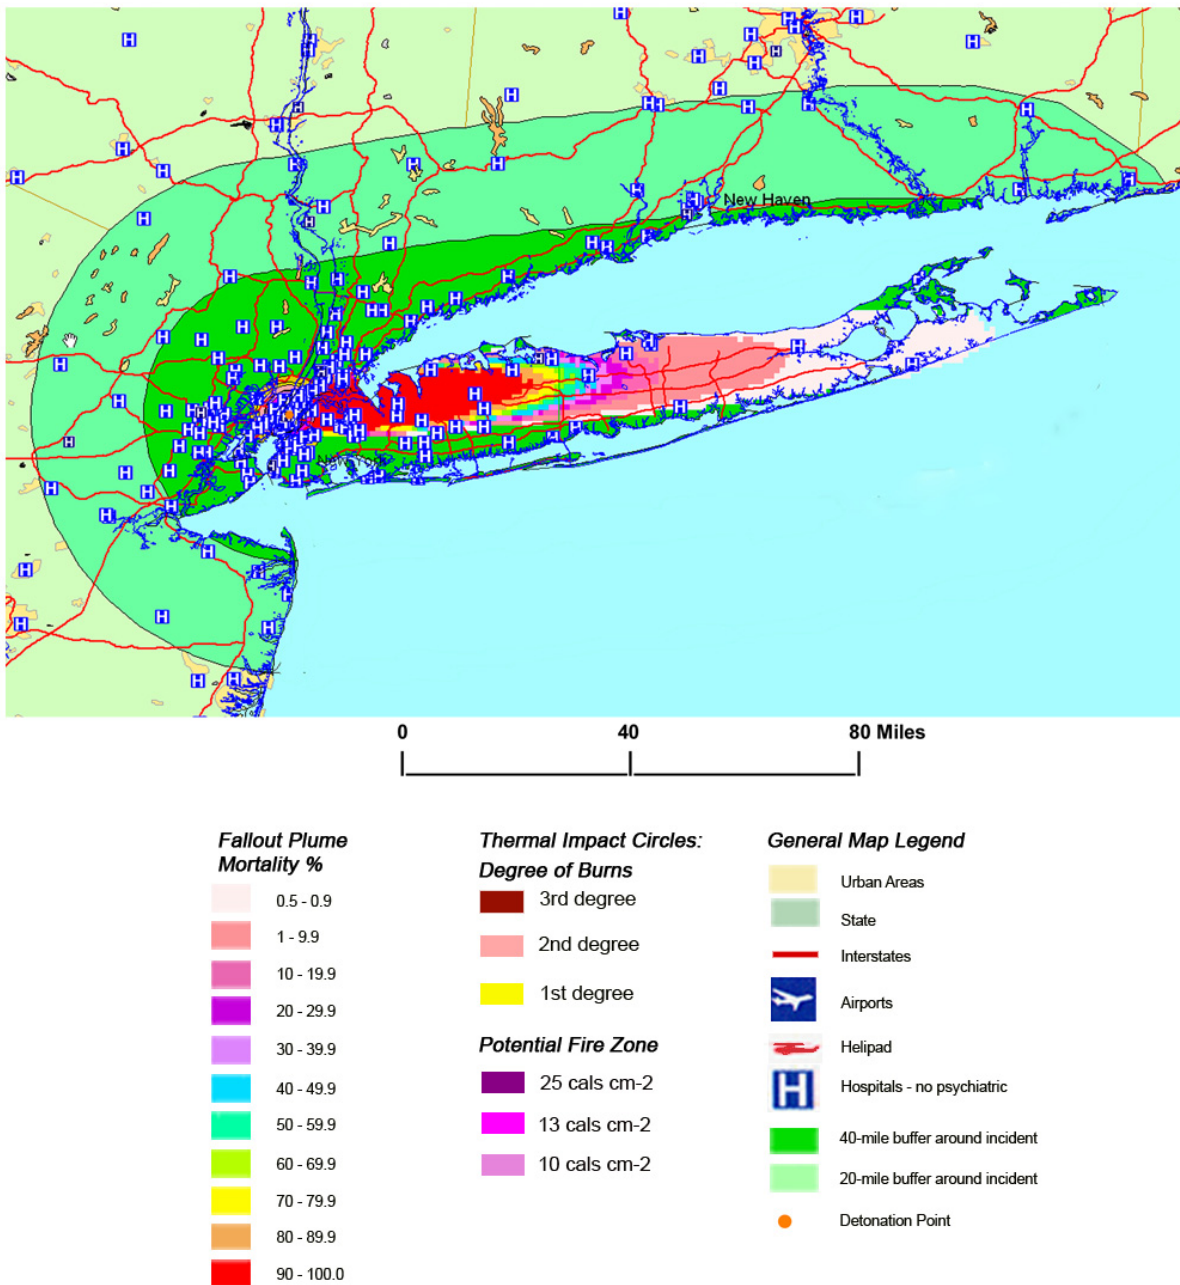 New Haven
New York
0 40 80 Miles
Fallout Plume
Mortality %
0.5 - 0.9
1 - 9.9
10 - 19.9
20 - 29.9
30 - 39.9
40 - 49.9
50 - 59.9
60 - 69.9
70 - 79.9
80 - 89.9
90 - 100.0
Thermal Impact Circles:
Degree of Burns
3rd degree
2nd degree
1st degree
Potential Fire Zone
25 cals cm-2
13 cals cm-2
10 cals cm-2
General Map Legend
Urban Areas
State
Interstates
Airports
Helipad
H
Hospitals - no psychiatric
40-mile buffer around incident
20-mile buffer around incident
Detonation Point